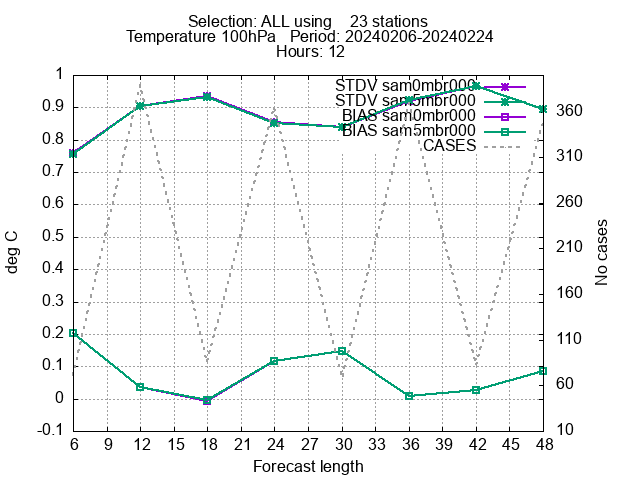 Selection: ALL using    23 stations
Temperature 100hPa   Period: 20240206-20240224
Hours: 12
STDV sam0mbr000
STDV sam5mbr000
BIAS sam0mbr000
BIAS sam5mbr000
CASES
1
0.9
0.8
0.7
0.6
0.5
0.4
0.3
0.2
0.1
0
-0.1
deg C
360
310
260
210
160
110
60
10
No cases
6 9 12 15 18 21 24 27 30 33 36 39 42 45 48
Forecast length